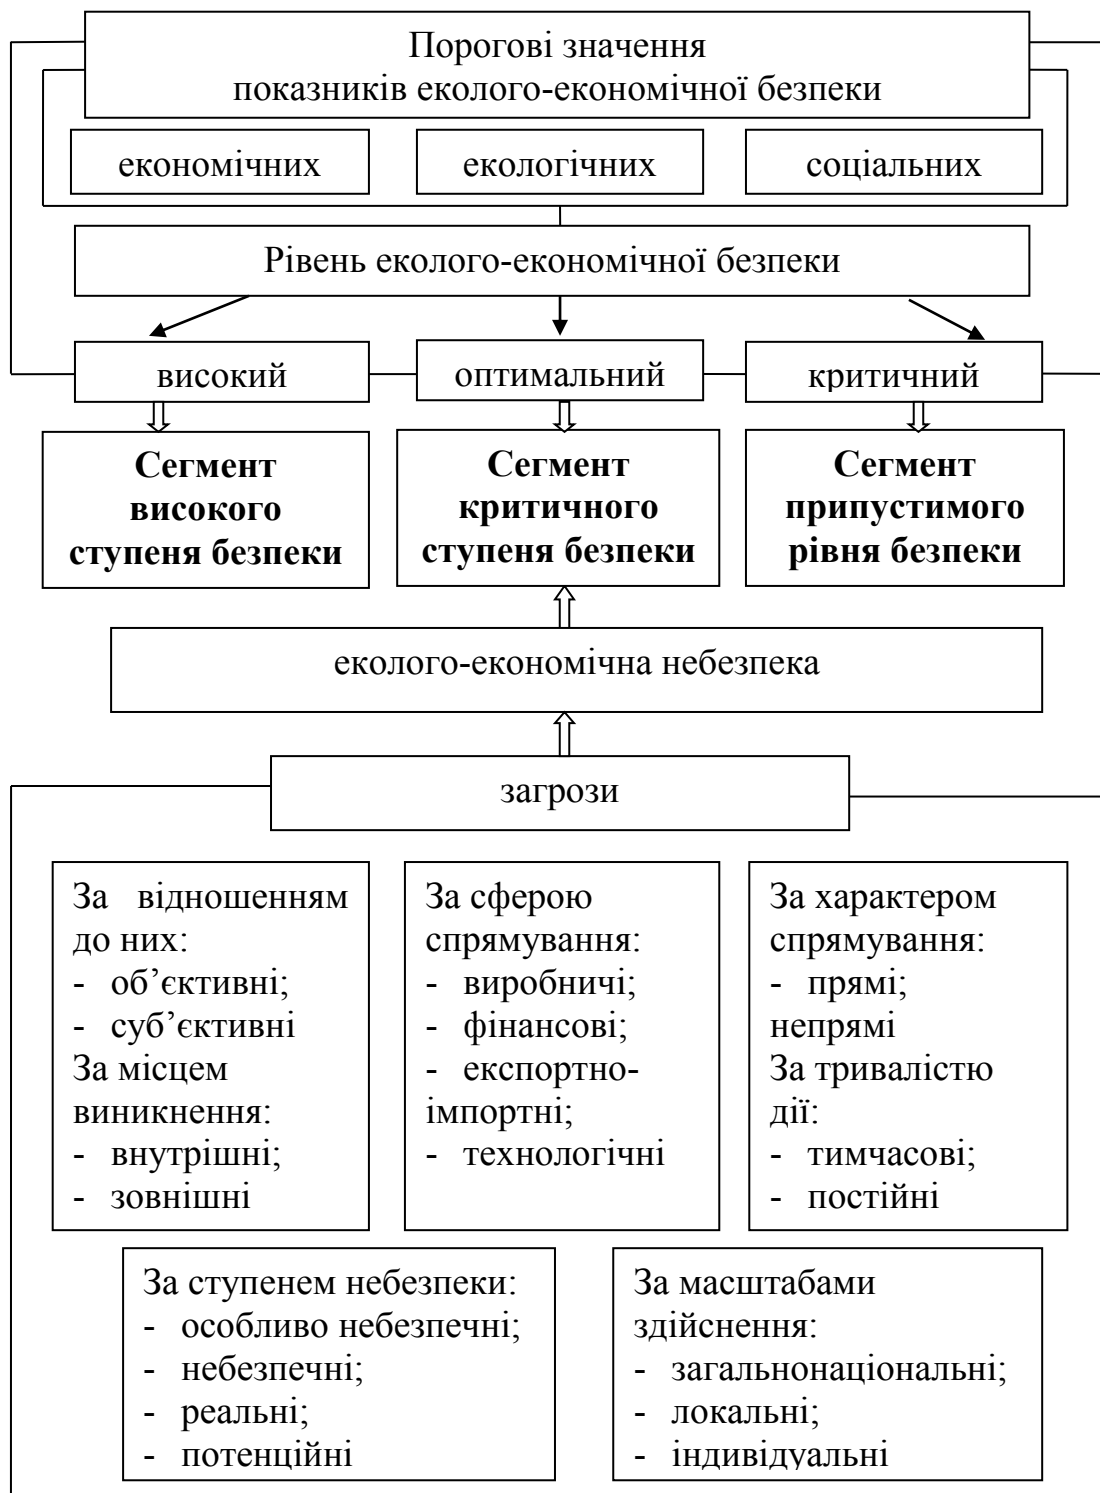 Порогові значення
показників еколого-економічної безпеки
економічних
екологічних
соціальних
Рівень еколого-економічної безпеки
високий
оптимальний
критичний
Сегмент
високого
ступеня безпеки
Сегмент
критичного
ступеня безпеки
Сегмент
припустимого
рівня безпеки
еколого-економічна небезпека
загрози
За відношенням
до них:
- об’єктивні;
- суб’єктивні
За місцем
виникнення:
- внутрішні;
- зовнішні
За сферою
спрямування:
- виробничі;
- фінансові;
- експортно-
імпортні;
- технологічні
За характером
спрямування:
- прямі;
непрямі
За тривалістю
дії:
- тимчасові;
- постійні
За ступенем небезпеки:
- особливо небезпечні;
- небезпечні;
- реальні;
- потенційні
За масштабами
здійснення:
- загальнонаціональні;
- локальні;
- індивідуальні